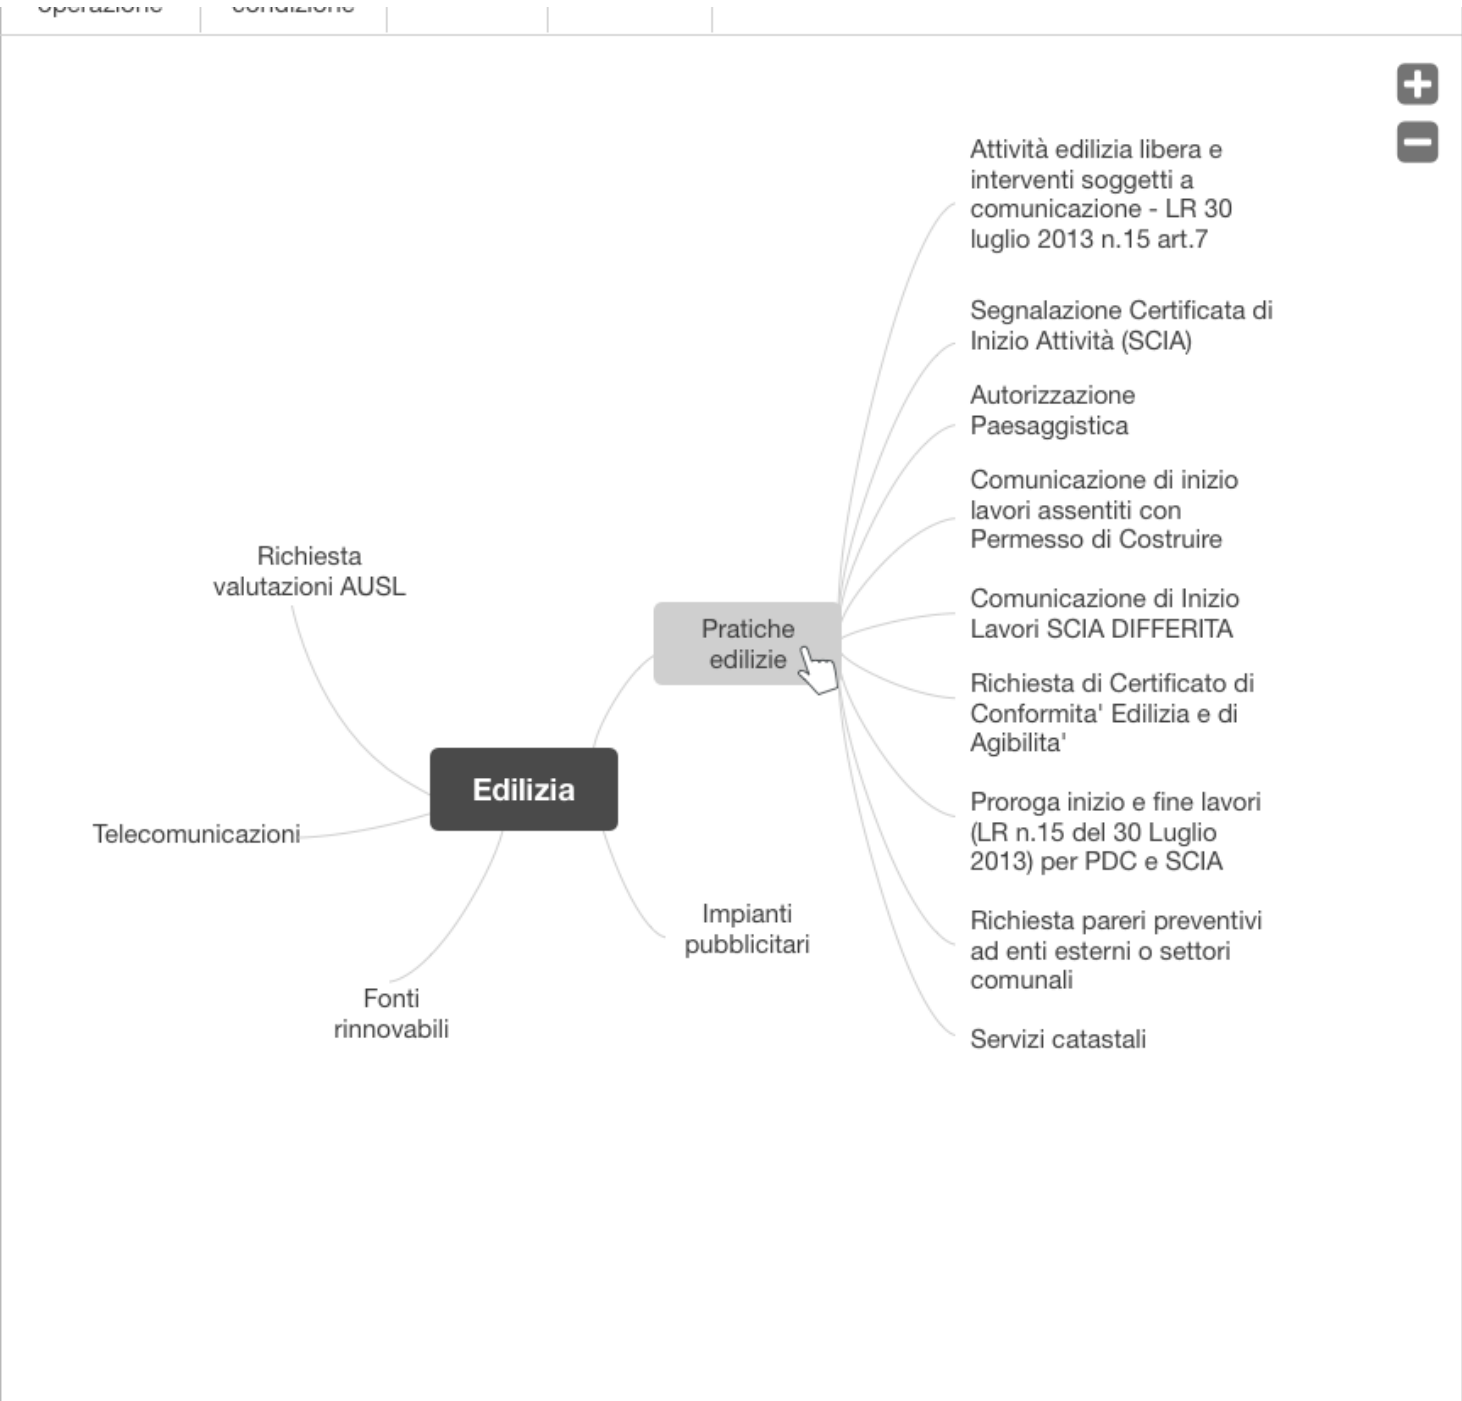 operazione
condizione
Attività edilizia libera e
interventi soggetti a
comunicazione - LR 30
luglio 2013 n.15 art.7
Segnalazione Certificata di
Inizio Attività (SCIA)
Autorizzazione
Paesaggistica
Comunicazione di inizio
lavori assentiti con
Permesso di Costruire
Comunicazione di Inizio
Lavori SCIA DIFFERITA
Richiesta di Certificato di
Conformita' Edilizia e di
Agibilita'
Proroga inizio e fine lavori
(LR n.15 del 30 Luglio
2013) per PDC e SCIA
Richiesta pareri preventivi
ad enti esterni o settori
comunali
Servizi catastali
Richiesta
valutazioni AUSL
Pratiche
edilizie
Edilizia
Telecomunicazioni
Impianti
pubblicitari
Fonti
rinnovabili